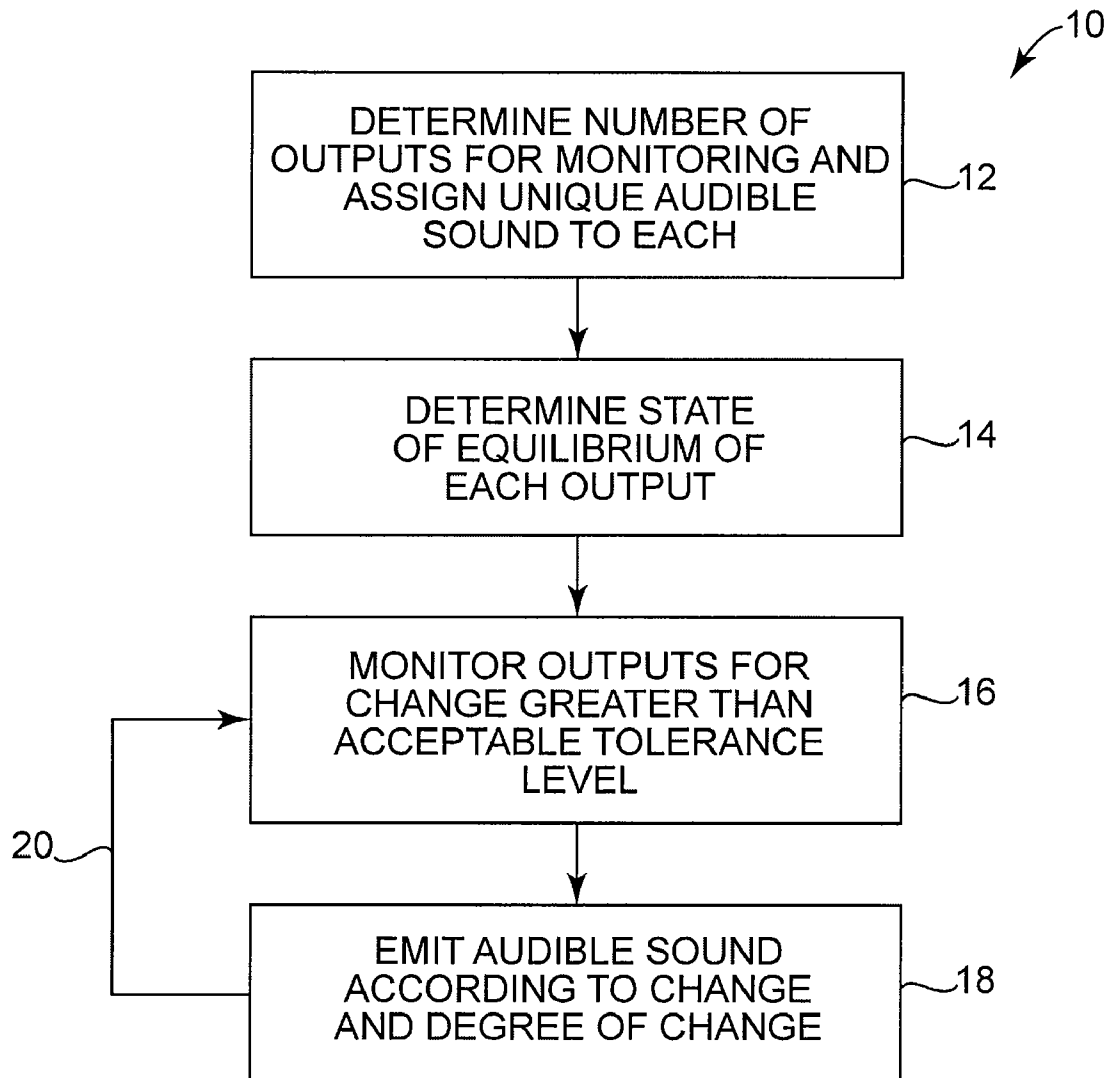 10
DETERMINE NUMBER OF
OUTPUTS FOR MONITORING AND
ASSIGN UNIQUE AUDIBLE
SOUND TO EACH
12
DETERMINE STATE
OF EQUILIBRIUM OF
EACH OUTPUT
14
MONITOR OUTPUTS FOR
CHANGE GREATER THAN
ACCEPTABLE TOLERANCE
LEVEL
16
20
EMIT AUDIBLE SOUND
ACCORDING TO CHANGE
AND DEGREE OF CHANGE
18